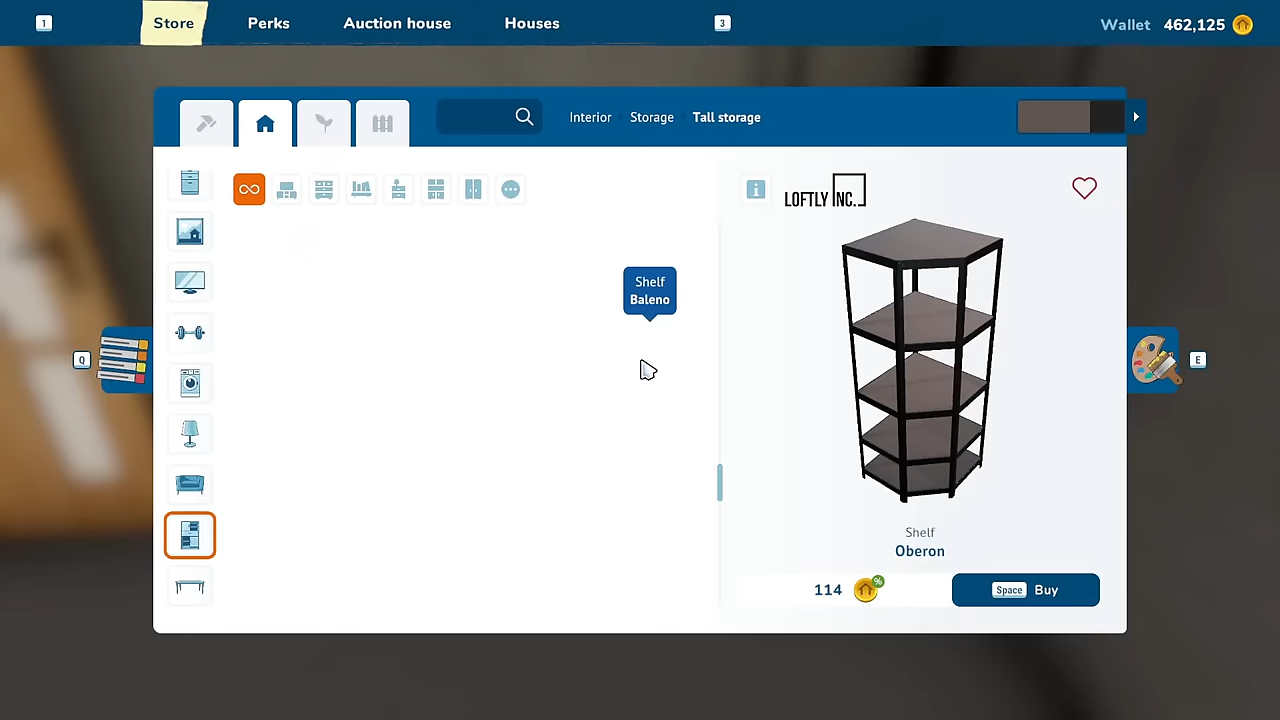 1
Store
Perks
Auction house
Houses
3
Wallet 462,125
Interior
Storage
Tall storage
LOFTLY INC.
Shelf
Baleno
Q
E
Shelf
Oberon
114
%
Space Buy